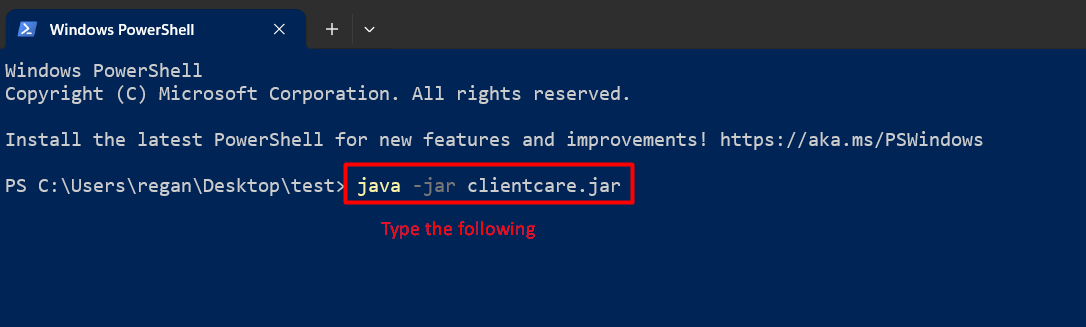 Windows PowerShell
Windows PowerShell
Copyright (C) Microsoft Corporation. All rights reserved.
Install the latest PowerShell for new features and improvements! https://aka.ms/PSWindows
PS C:\Users\regan\Desktop\test> java -jar clientcare.jar
Type the following